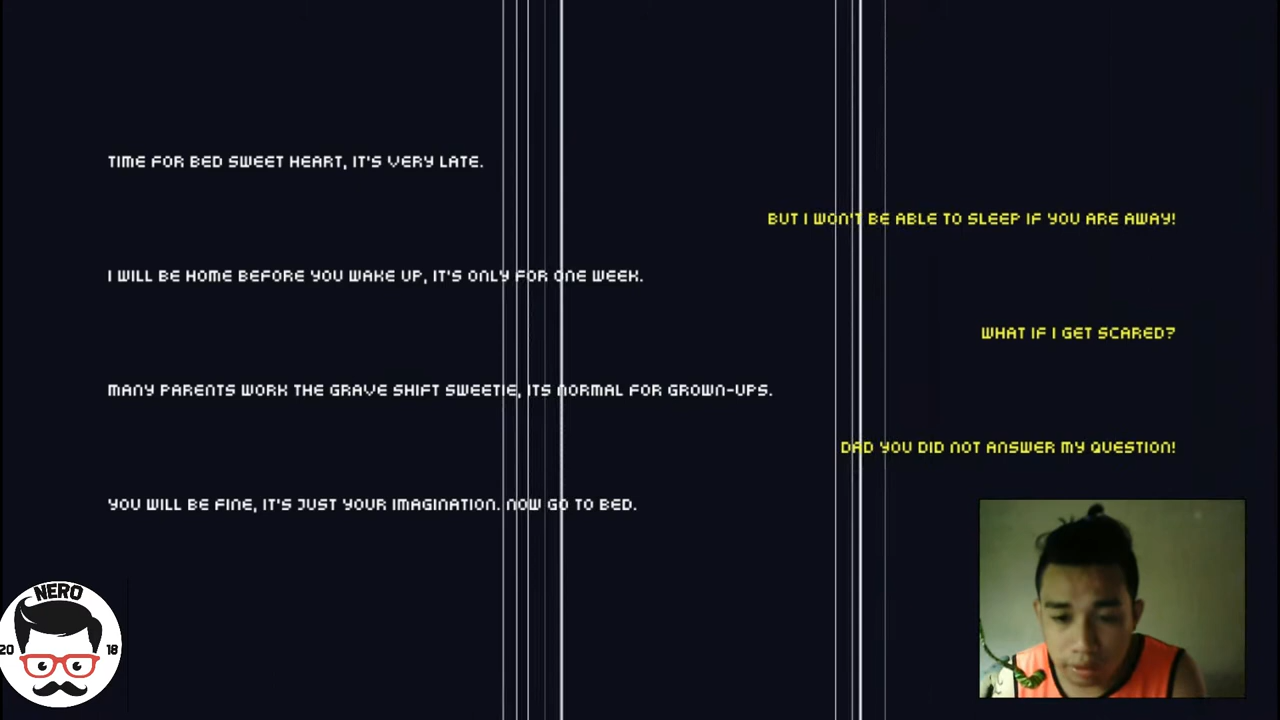 TIME FOR BED SWEET HEART, IT'S VERY LATE.
BUT I WON'T BE ABLE TO SLEEP IF YOU ARE AWAY!
I WILL BE HOME BEFORE YOU WAKE UP, IT'S ONLY FOR ONE WEEK.
WHAT IF I GET SCARED?
MANY PARENTS WORK THE GRAVE SHIFT SWEETIE, ITS NORMAL FOR GROWN-UPS.
DAD YOU DID NOT ANSWER MY QUESTION!
YOU WILL BE FINE, IT'S JUST YOUR IMAGINATION. NOW GO TO BED.
NERO
20 18